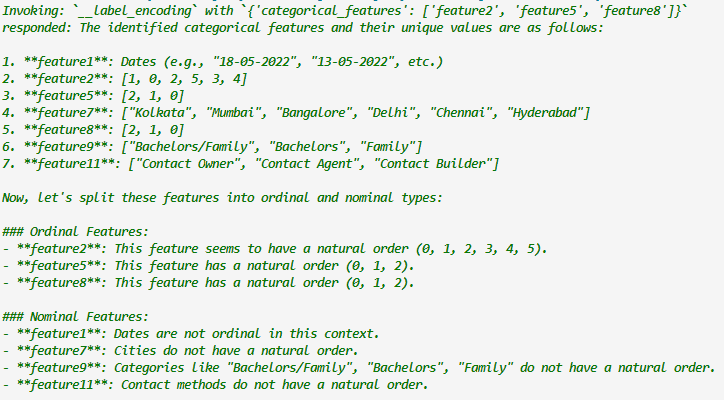 Invoking: `__label_encoding` with `{'categorical_features': ['feature2', 'feature5', 'feature8']}`
responded: The identified categorical features and their unique values are as follows:
1. **feature1**: Dates (e.g., "18-05-2022", "13-05-2022", etc.)
2. **feature2**: [1, 0, 2, 5, 3, 4]
3. **feature5**: [2, 1, 0]
4. **feature7**: ["Kolkata", "Mumbai", "Bangalore", "Delhi", "Chennai", "Hyderabad"]
5. **feature8**: [2, 1, 0]
6. **feature9**: ["Bachelors/Family", "Bachelors", "Family"]
7. **feature11**: ["Contact Owner", "Contact Agent", "Contact Builder"]
Now, let's split these features into ordinal and nominal types:
### Ordinal Features:
- **feature2**: This feature seems to have a natural order (0, 1, 2, 3, 4, 5).
- **feature5**: This feature has a natural order (0, 1, 2).
- **feature8**: This feature has a natural order (0, 1, 2).
### Nominal Features:
- **feature1**: Dates are not ordinal in this context.
- **feature7**: Cities do not have a natural order.
- **feature9**: Categories like "Bachelors/Family", "Bachelors", "Family" do not have a natural order.
- **feature11**: Contact methods do not have a natural order.